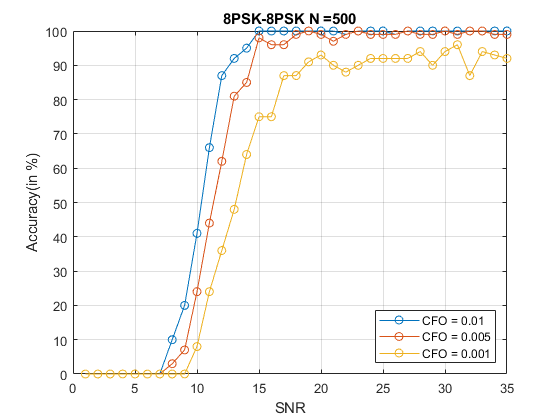 8PSK-8PSK N =500
Accuracy(in %)
100
90
80
70
60
50
40
30
20
10
0
0 5 10 15 20 25 30 35
SNR
CFO = 0.01
CFO = 0.005
CFO = 0.001